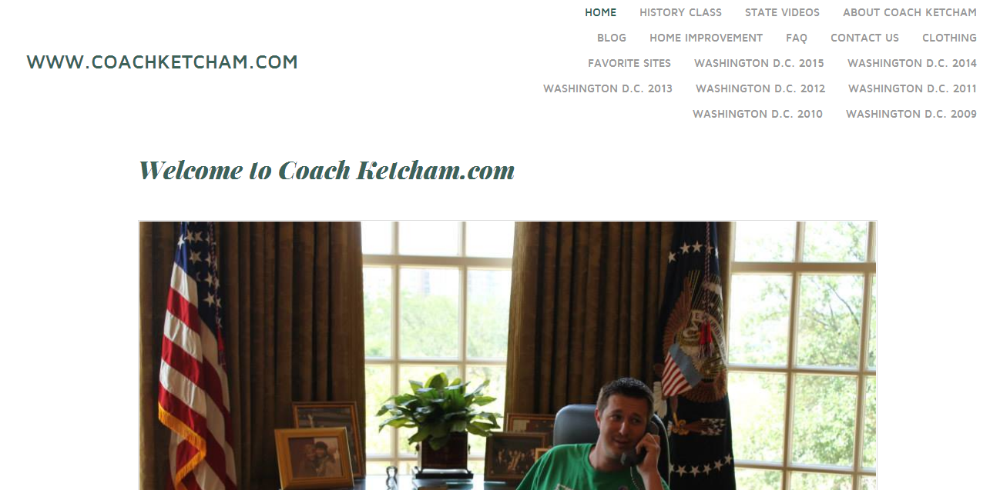 HOME HISTORY CLASS STATE VIDEOS ABOUT COACH KETCHAM
BLOG HOME IMPROVEMENT FAQ CONTACT US CLOTHING
WWW.COACHKETCHAM.COM
FAVORITE SITES WASHINGTON D.C. 2015 WASHINGTON D.C. 2014
WASHINGTON D.C. 2013 WASHINGTON D.C. 2012 WASHINGTON D.C. 2011
WASHINGTON D.C. 2010 WASHINGTON D.C. 2009
Welcome to Coach Ketcham.com